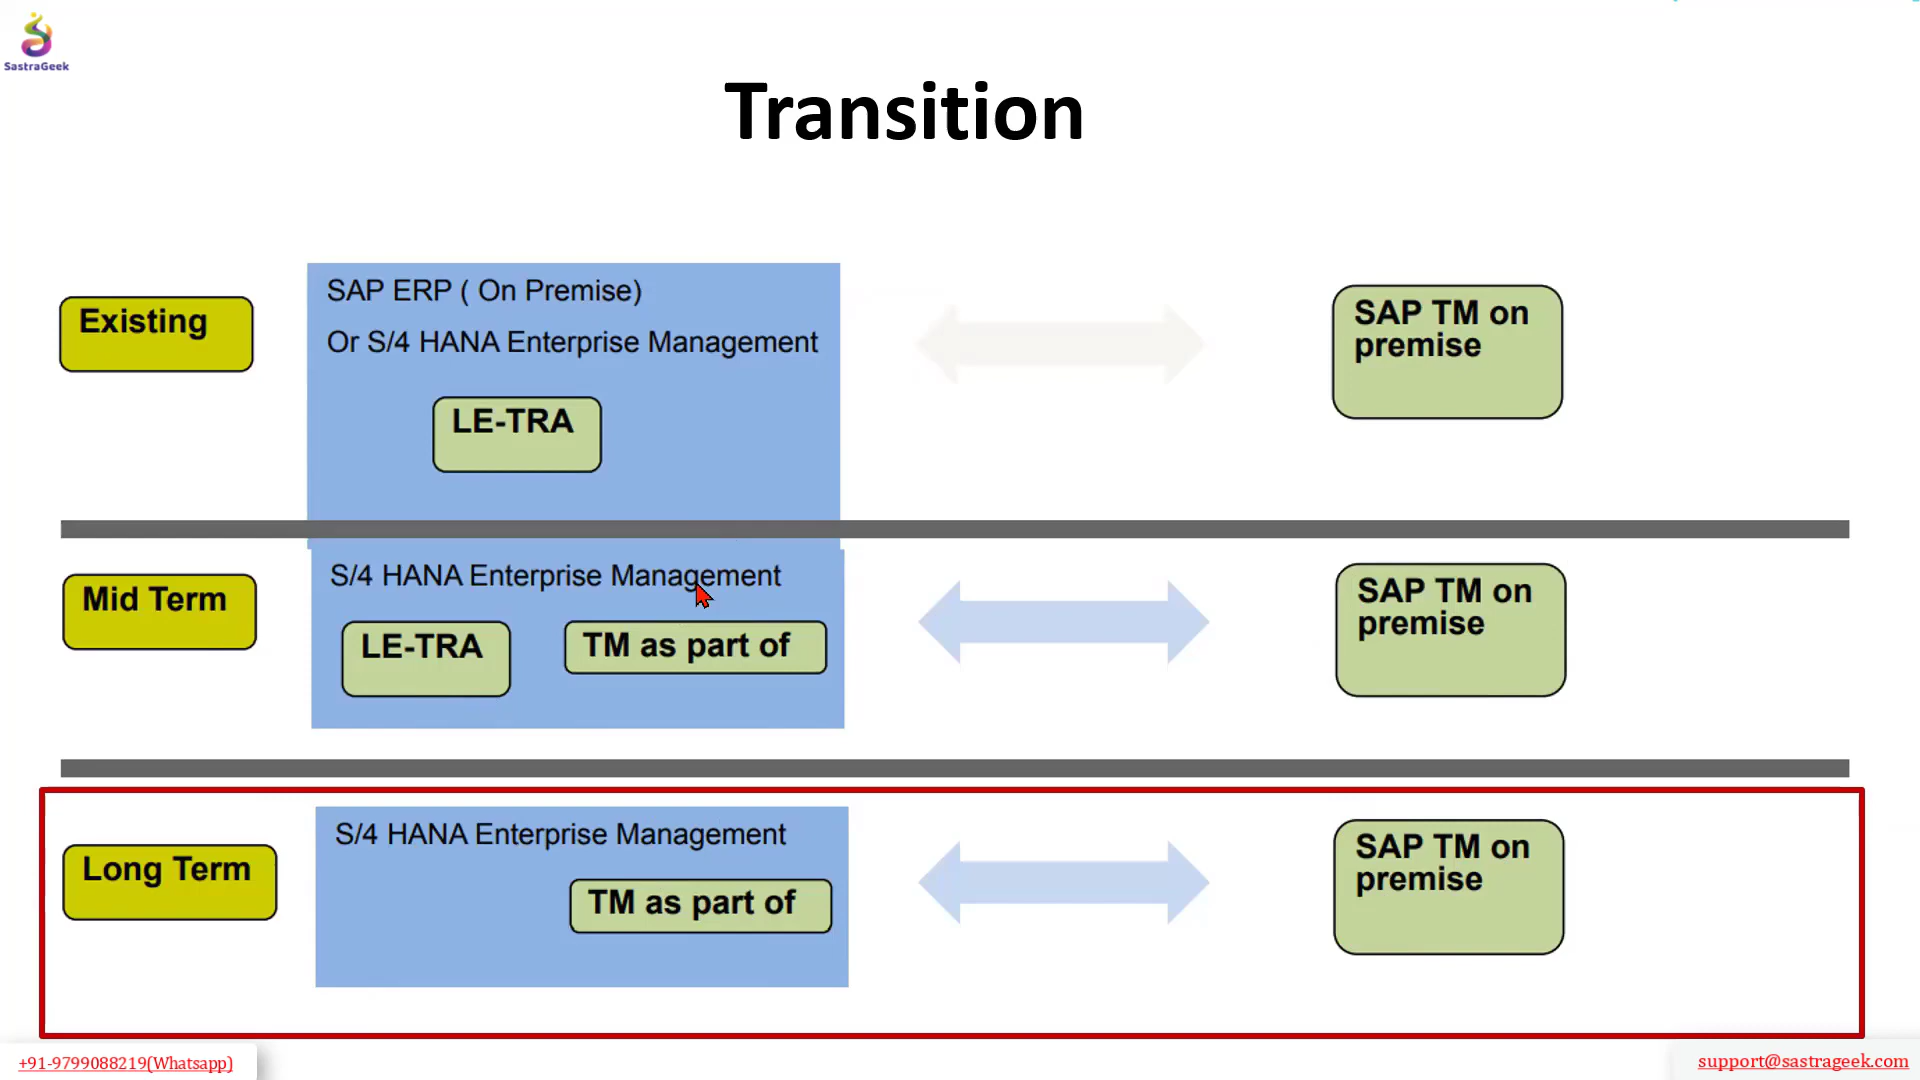 SastraGeek
Transition
Existing
SAP ERP ( On Premise)
Or S/4 HANA Enterprise Management
LE-TRA
SAP TM on
premise
Mid Term
S/4 HANA Enterprise Management
LE-TRA
TM as part of
SAP TM on
premise
Long Term
S/4 HANA Enterprise Management
TM as part of
SAP TM on
premise
+91-9799088219(Whatsapp)
support@sastrageek.com